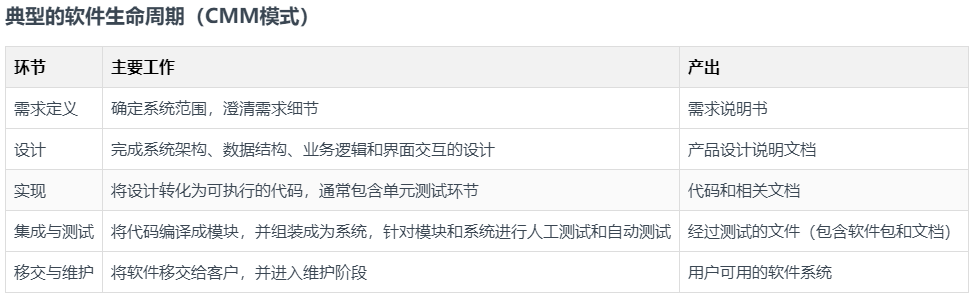 典型的软件生命周期（CMM模式）
环节 主要工作 产出
需求定义 确定系统范围，澄清需求细节 需求说明书
设计 完成系统架构、数据结构、业务逻辑和界面交互的设计 产品设计说明文档
实现 将设计转化为可执行的代码，通常包含单元测试环节 代码和相关文档
集成与测试 将代码编译成模块，并组装成为系统，针对模块和系统进行人工测试和自动测试 经过测试的文件（包含软件包和文档）
移交与维护 将软件移交给客户，并进入维护阶段 用户可用的软件系统